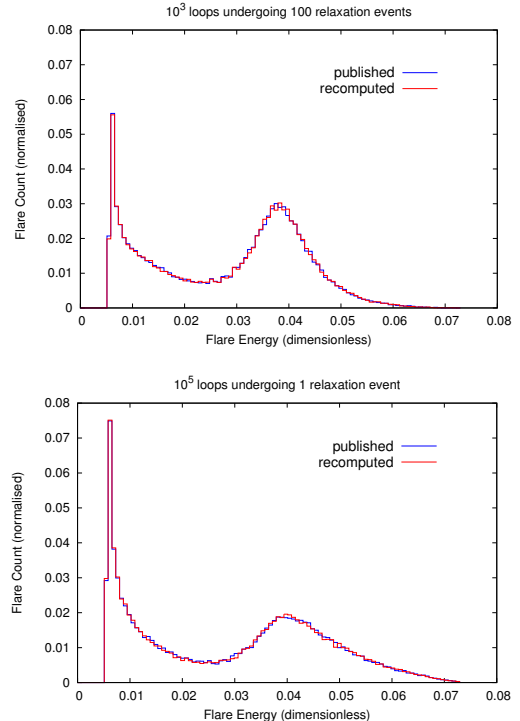 10³ loops undergoing 100 relaxation events
0.08
0.07
0.06
0.05
0.04
0.03
0.02
0.01
0
Flare Count (normalised)
published
recomputed
0 0.01 0.02 0.03 0.04 0.05 0.06 0.07 0.08
Flare Energy (dimensionless)
10⁵ loops undergoing 1 relaxation event
0.08
0.07
0.06
0.05
0.04
0.03
0.02
0.01
0
Flare Count (normalised)
published
recomputed
0 0.01 0.02 0.03 0.04 0.05 0.06 0.07 0.08
Flare Energy (dimensionless)